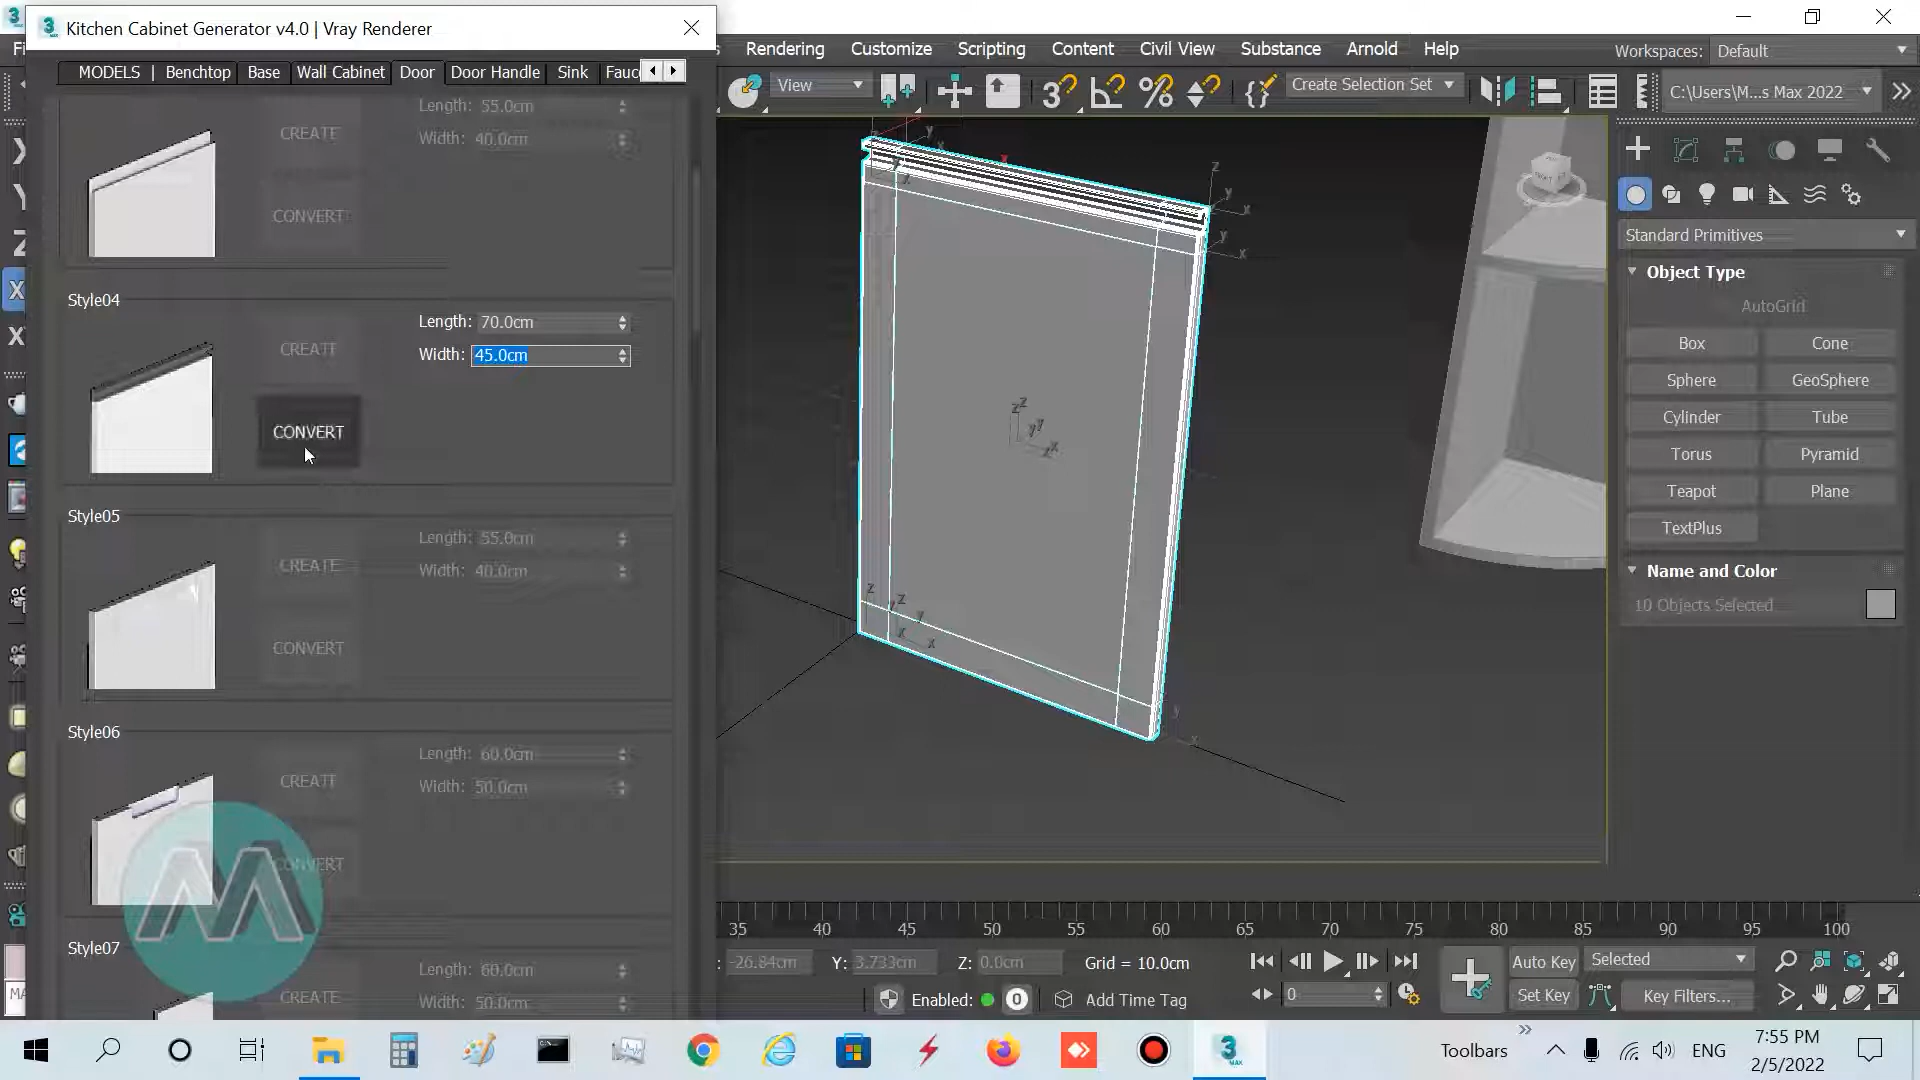 Kitchen Cabinet Generator v4.0 | Vray Renderer
MODELS | Benchtop Base Wall Cabinet Door Door Handle Sink Fauc
Rendering Customize Scripting Content Civil View Substance Arnold Help
Workspaces: Default
View
Create Selection Set
C:\Users\M...s Max 2022
Length: 55.0cm
CREATE
Width: 40.0cm
CONVERT
Style04
Length: 70.0cm
CREATE
Width: 45.0cm
CONVERT
Style05
Length: 55.0cm
CREATE
Width: 40.0cm
CONVERT
Style06
Length: 60.0cm
CREATE
Width: 50.0cm
CONVERT
Style07
Length: 60.0cm
CREATE
Width: 50.0cm
Standard Primitives
Object Type
AutoGrid
Box Cone
Sphere GeoSphere
Cylinder Tube
Torus Pyramid
Teapot Plane
TextPlus
Name and Color
10 Objects Selected
35 40 45 50 55 60 65 70 75 80 85 90 95 100
: -26.84cm Y: 3.733cm Z: 0.0cm Grid = 10.0cm
Auto Key Selected
Enabled: 0 Add Time Tag
0
Set Key Key Filters...
Toolbars
ENG
7:55 PM
2/5/2022